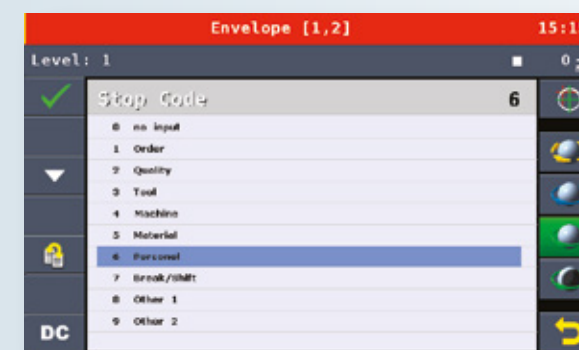 Envelope [1,2] 15:1
Level: 1 0
Stop Code 6
0 no input
1 Order
2 Quality
3 Tool
4 Machine
5 Material
6 Personel
7 Break/Shift
8 Other 1
9 Other 2
DC